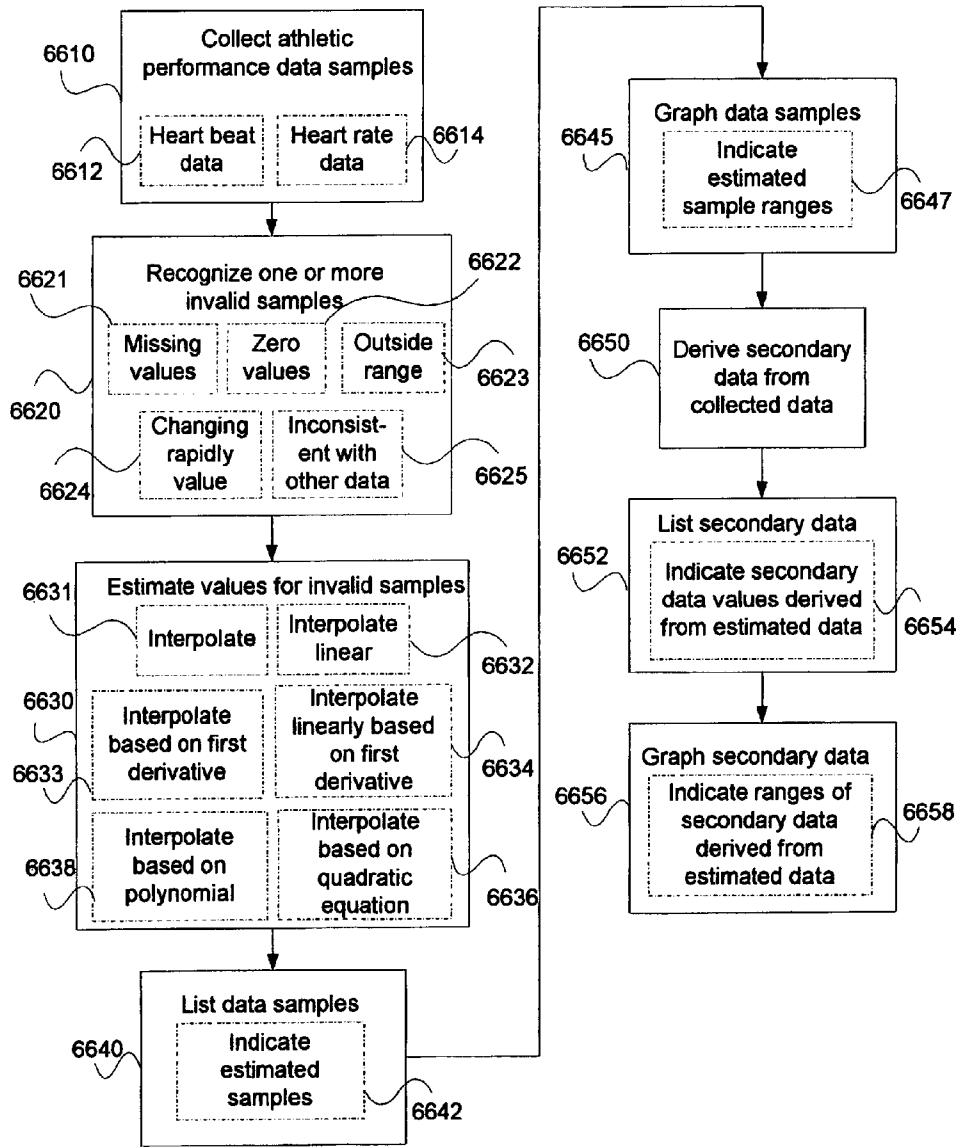 6610
Collect athletic
performance data samples
Heart beat
data
Heart rate
data
6612
6614
Recognize one or more
invalid samples
6621
6622
Missing
values
Zero
values
Outside
range
6623
6620
Changing
rapidly
value
Inconsist-
ent with
other data
6624
6625
Estimate values for invalid samples
6631
Interpolate
Interpolate
linear
6632
6630
Interpolate
based on first
derivative
6633
Interpolate
linearly based
on first
derivative
6634
Interpolate
based on
polynomial
6638
Interpolate
based on
quadratic
equation
6636
List data samples
6640
Indicate
estimated
samples
6642
Graph data samples
6645
Indicate
estimated
sample ranges
6647
6650
Derive secondary
data from
collected data
List secondary data
6652
Indicate secondary
data values derived
from estimated data
6654
Graph secondary data
6656
Indicate ranges of
secondary data
derived from
estimated data
6658